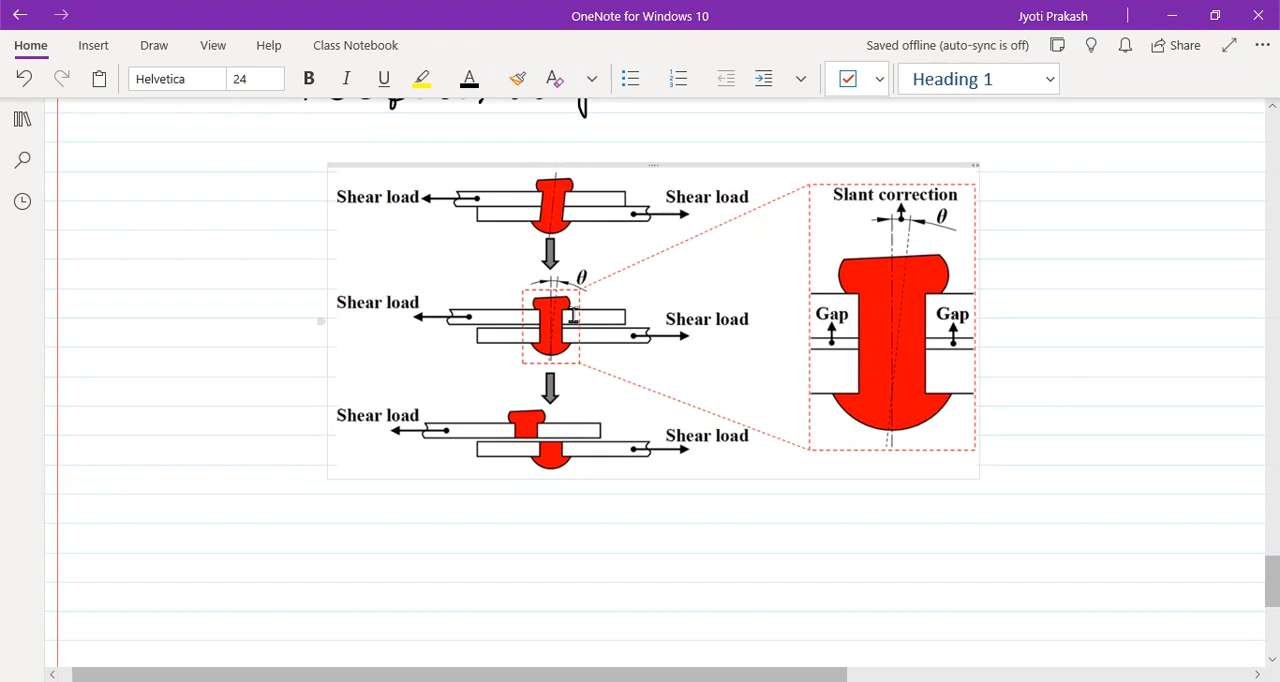 OneNote for Windows 10
Jyoti Prakash
Home Insert Draw View Help Class Notebook
Saved offline (auto-sync is off) Share
Helvetica 24 B I U A A Heading 1
Shear load Shear load
θ
Shear load Shear load
Shear load Shear load
Slant correction
θ
Gap Gap